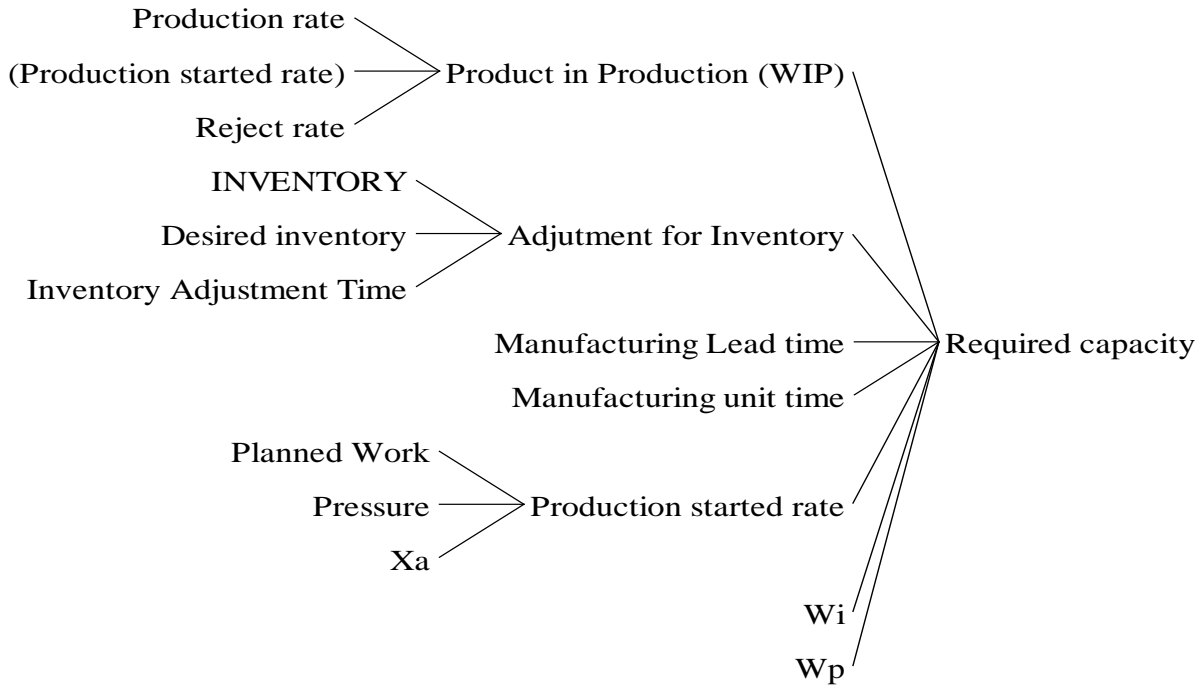 Production rate
(Production started rate)
Product in Production (WIP)
Reject rate
INVENTORY
Desired inventory
Adjutment for Inventory
Inventory Adjustment Time
Manufacturing Lead time
Required capacity
Manufacturing unit time
Planned Work
Pressure
Production started rate
Xa
Wi
Wp